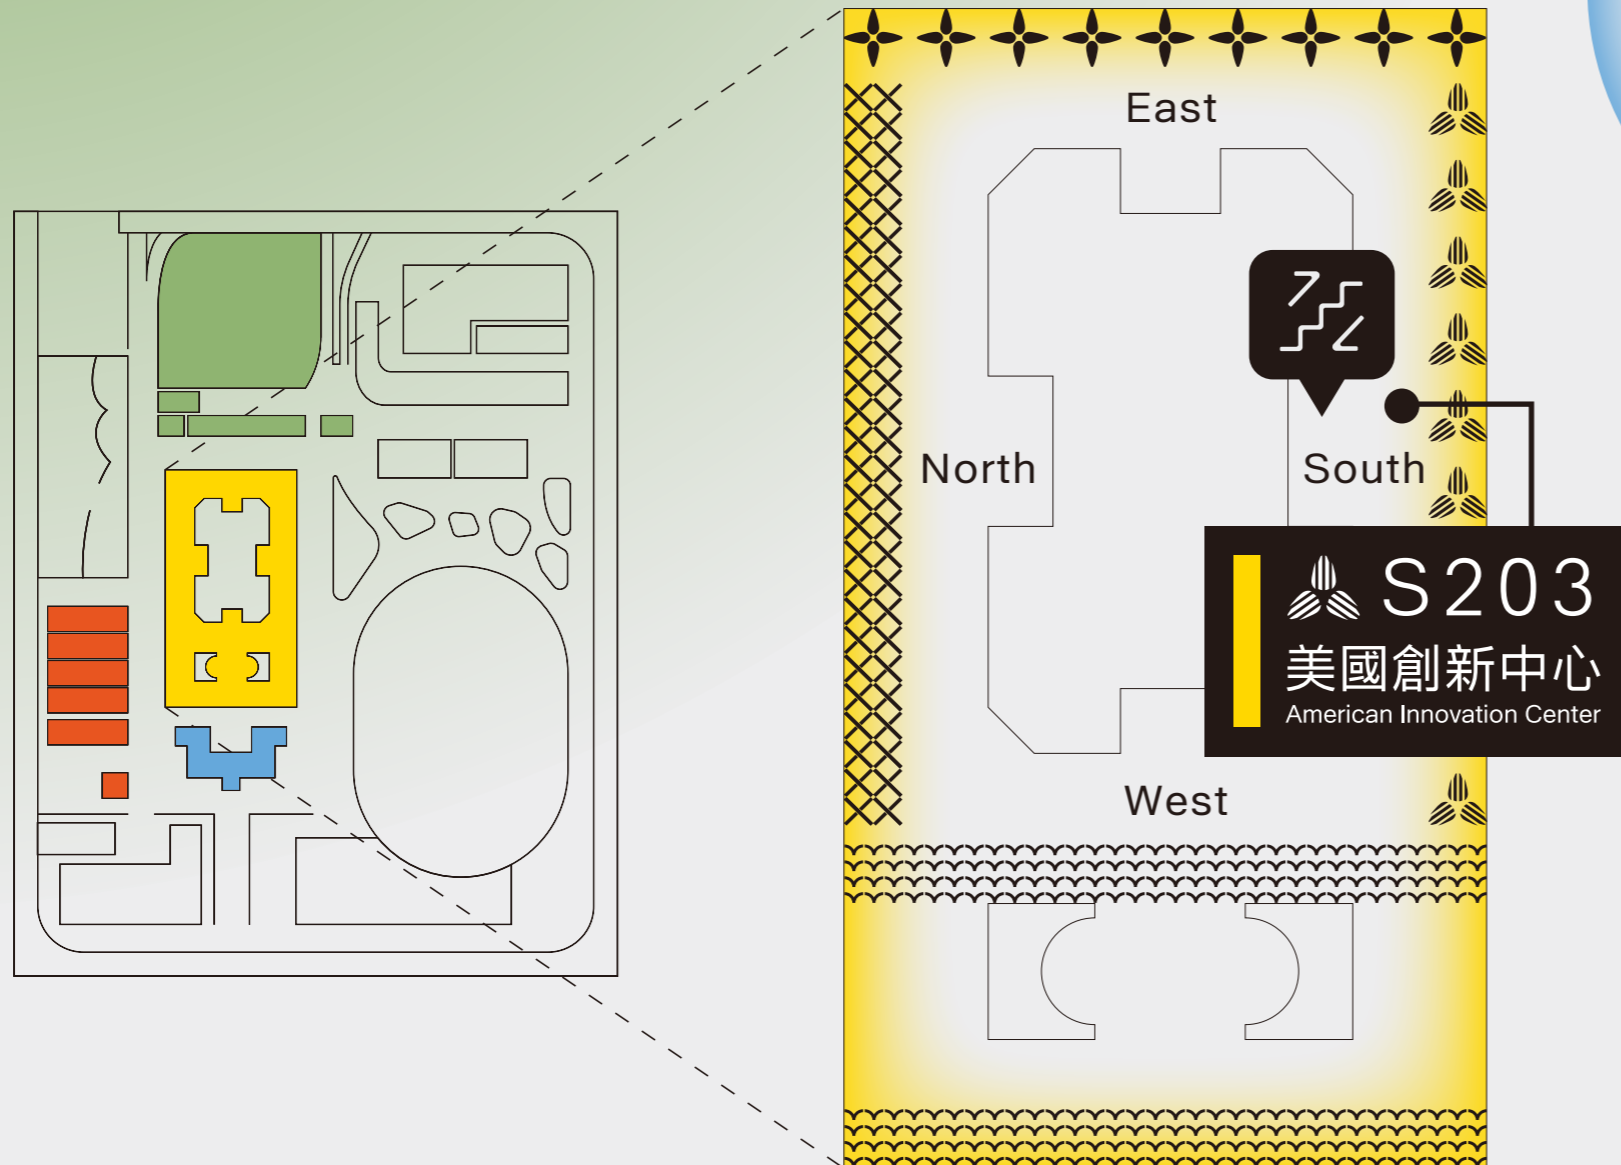 East
North
South
S203
美國創新中心
American Innovation Center
West